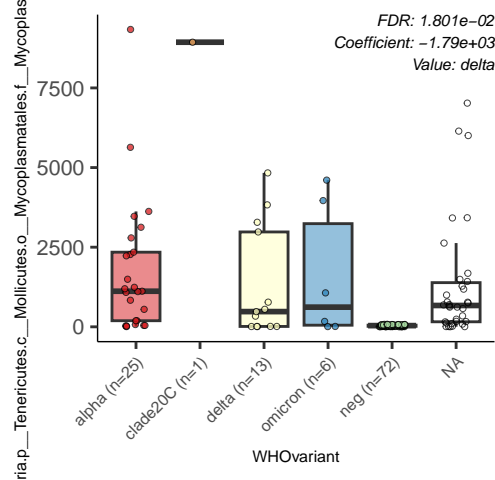 FDR: 1.801e−02
Coefficient: −1.79e+03
Value: delta
ria.p__Tenericutes.c__Mollicutes.o__Mycoplasmatales.f__Mycoplas
7500
5000
2500
0
alpha (n=25)
clade20C (n=1)
delta (n=13)
omicron (n=6)
neg (n=72)
NA
WHOvariant